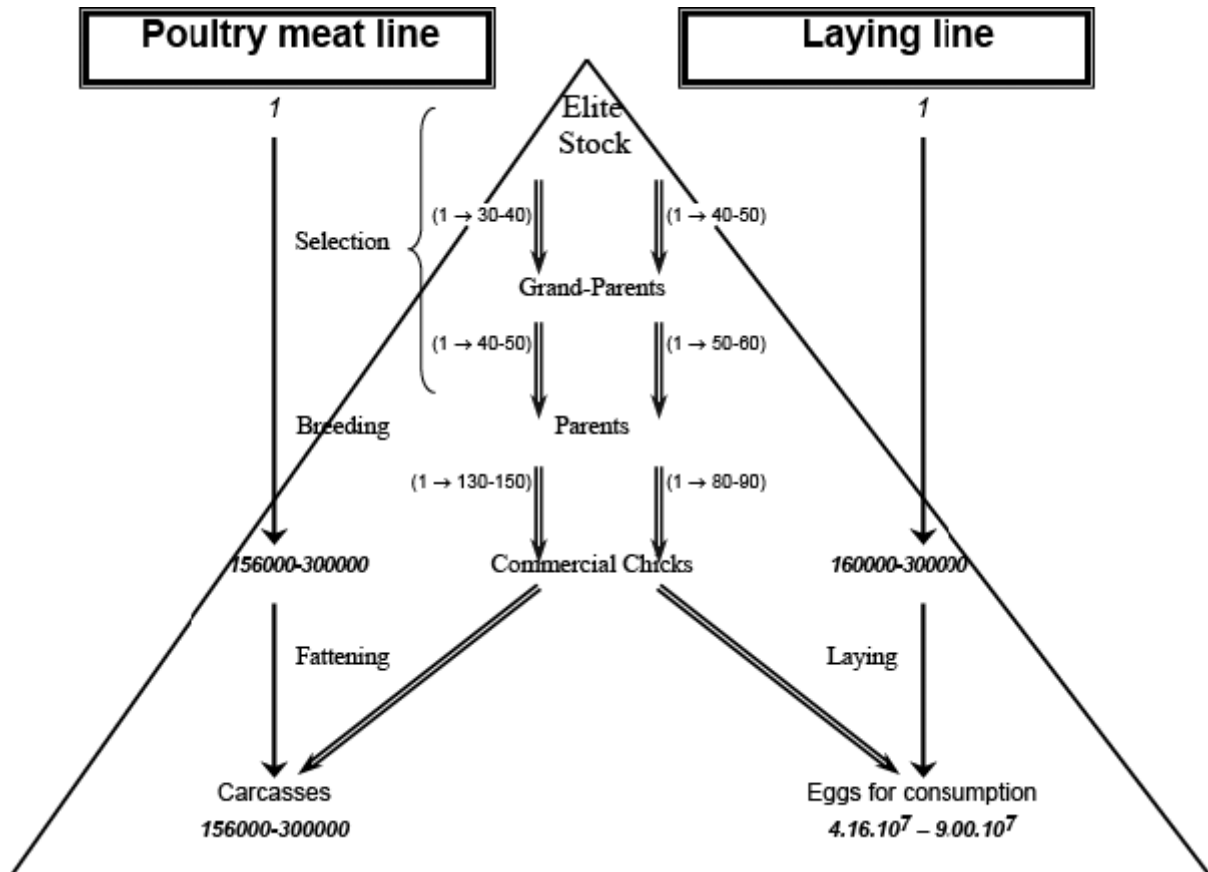 Poultry meat line
Laying line
1
1
Elite
Stock
(1 → 30-40)
(1 → 40-50)
Selection
Grand-Parents
(1 → 40-50)
(1 → 50-60)
Breeding
Parents
(1 → 130-150)
(1 → 80-90)
156000-300000
Commercial Chicks
160000-300000
Fattening
Laying
Carcasses
Eggs for consumption
156000-300000
4.16.10⁷ – 9.00.10⁷